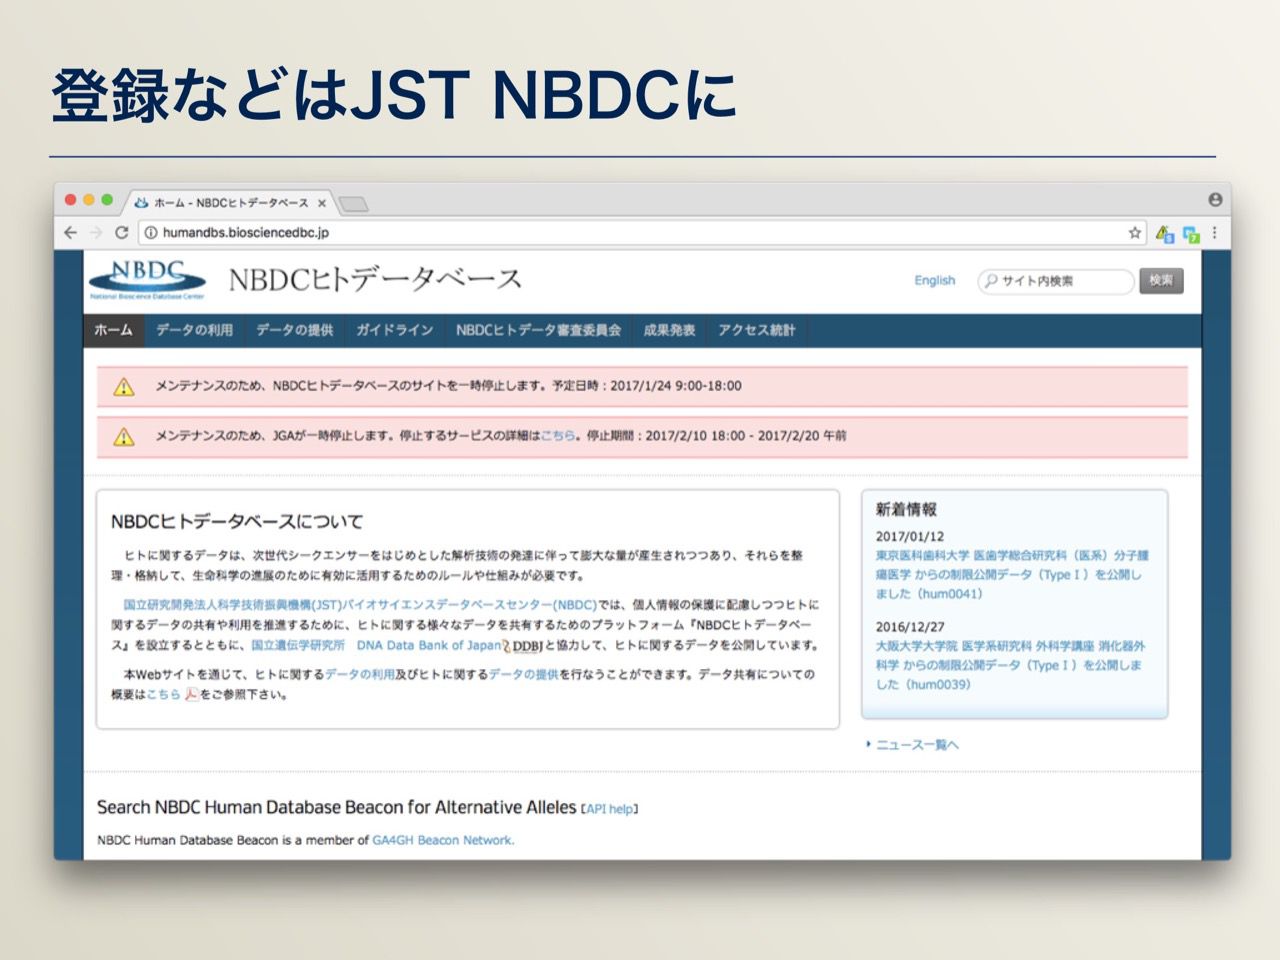 登録などはJST NBDCに
ホーム - NBDCヒトデータベース
humandbs.biosciencedbc.jp
NBDC
National Bioscience Database Center
NBDCヒトデータベース
English
サイト内検索
検索
ホーム データの利用 データの提供 ガイドライン NBDCヒトデータ審査委員会 成果発表 アクセス統計
メンテナンスのため、NBDCヒトデータベースのサイトを一時停止します。予定日時：2017/1/24 9:00-18:00
メンテナンスのため、JGAが一時停止します。停止するサービスの詳細はこちら。停止期間：2017/2/10 18:00 - 2017/2/20 午前
NBDCヒトデータベースについて
ヒトに関するデータは、次世代シークエンサーをはじめとした解析技術の発達に伴って膨大な量が産生されつつあり、それらを整
理・格納して、生命科学の進展のために有効に活用するためのルールや仕組みが必要です。
国立研究開発法人科学技術振興機構(JST)バイオサイエンスデータベースセンター(NBDC)では、個人情報の保護に配慮しつつヒトに
関するデータの共有や利用を推進するために、ヒトに関する様々なデータを共有するためのプラットフォーム『NBDCヒトデータベー
ス』を設立するとともに、国立遺伝学研究所 DNA Data Bank of Japan DDBJと協力して、ヒトに関するデータを公開しています。
本Webサイトを通じて、ヒトに関するデータの利用及びヒトに関するデータの提供を行なうことができます。データ共有についての
概要はこちら をご参照下さい。
新着情報
2017/01/12
東京医科歯科大学 医歯学総合研究科（医系）分子腫
瘍医学 からの制限公開データ（Type I ）を公開し
ました（hum0041）
2016/12/27
大阪大学大学院 医学系研究科 外科学講座 消化器外
科学 からの制限公開データ（Type I ）を公開しま
した（hum0039）
ニュース一覧へ
Search NBDC Human Database Beacon for Alternative Alleles [API help]
NBDC Human Database Beacon is a member of GA4GH Beacon Network.